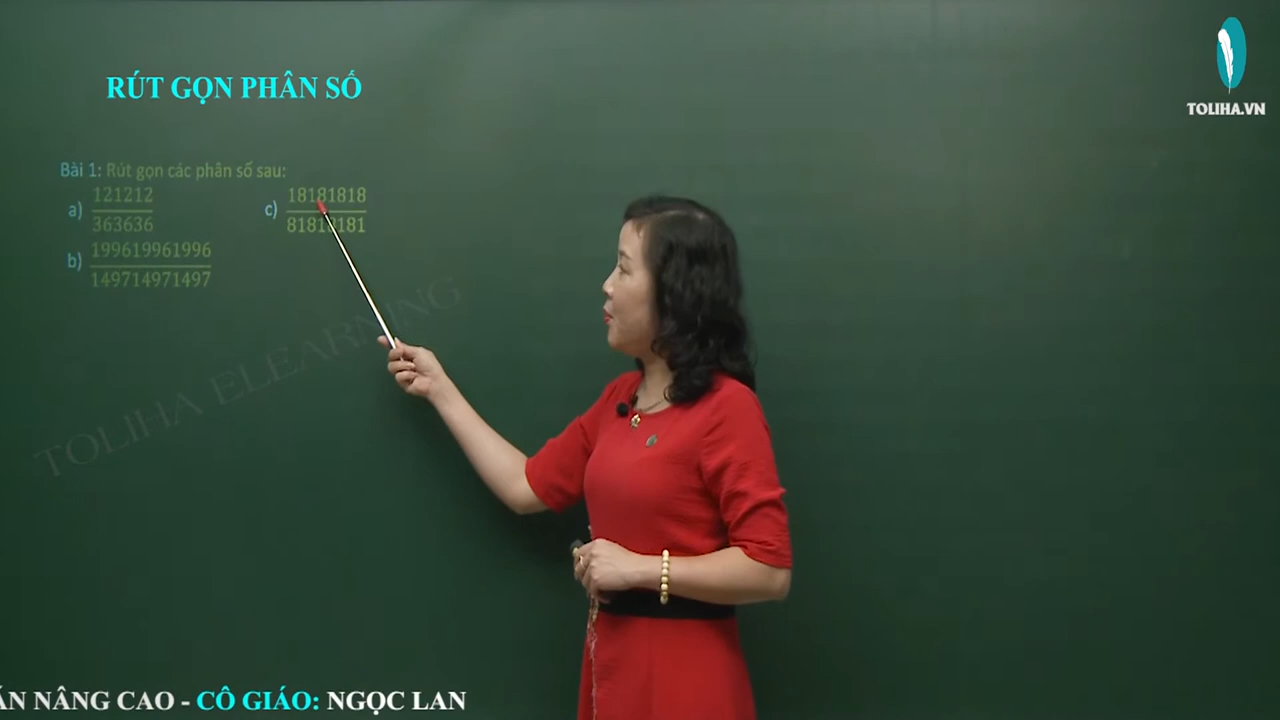 RÚT GỌN PHÂN SỐ
TOLIHA.VN
Bài 1: Rút gọn các phân số sau:
a) 121212
363636
c) 18181818
81818181
b) 199619961996
149714971497
TOLIHA ELEARNING
NÂNG CAO - CÔ GIÁO: NGỌC LAN